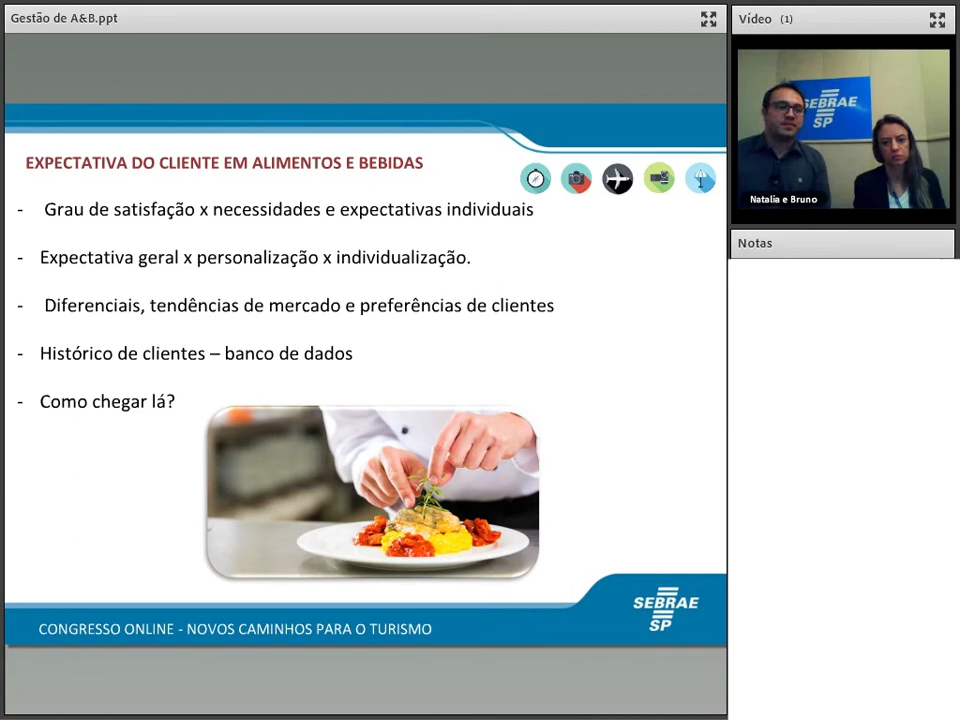 Gestão de A&B.ppt
Vídeo (1)
SEBRAE
SP
Natalia e Bruno
Notas
EXPECTATIVA DO CLIENTE EM ALIMENTOS E BEBIDAS
- Grau de satisfação x necessidades e expectativas individuais
- Expectativa geral x personalização x individualização.
- Diferenciais, tendências de mercado e preferências de clientes
- Histórico de clientes – banco de dados
- Como chegar lá?
SEBRAE
SP
CONGRESSO ONLINE - NOVOS CAMINHOS PARA O TURISMO